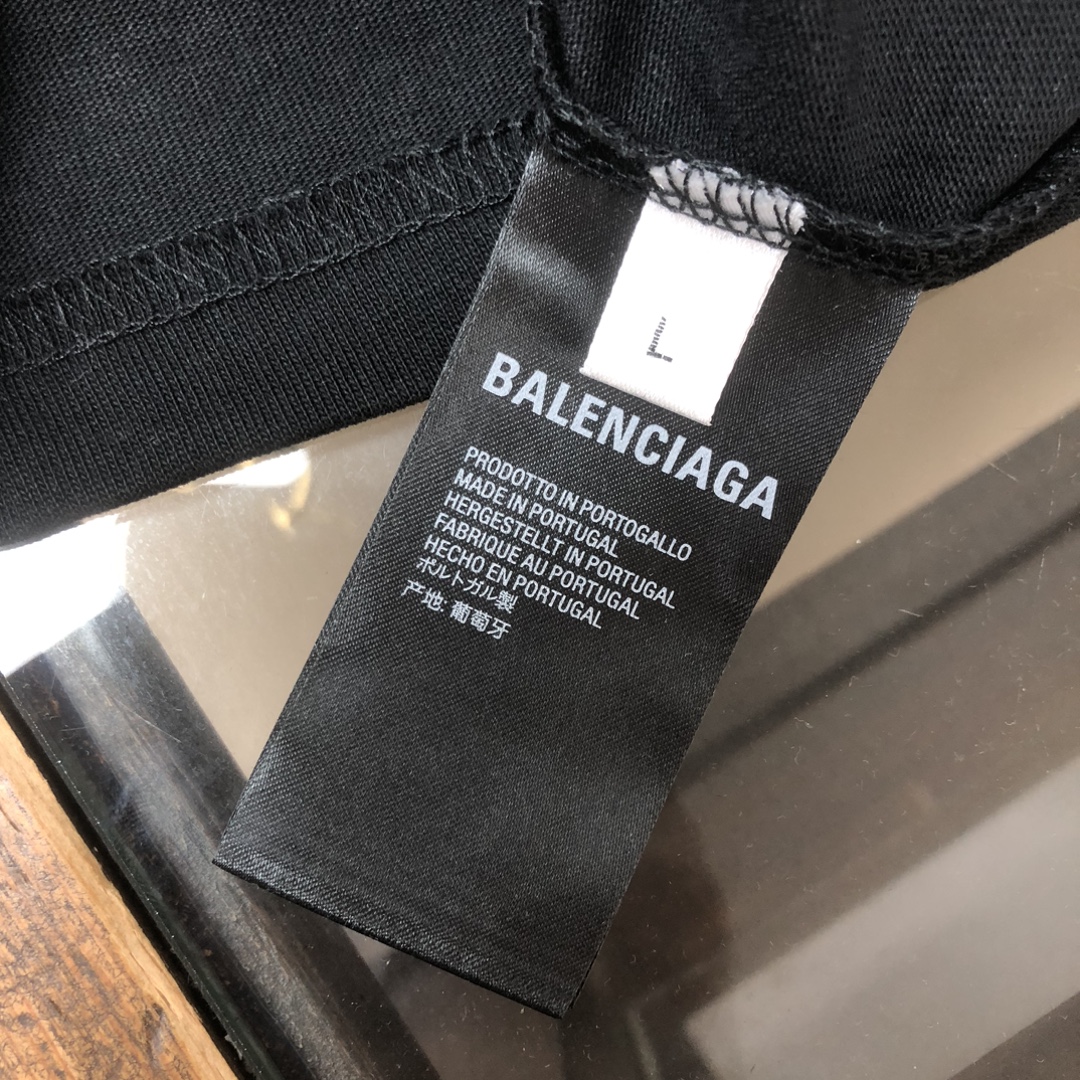 L
BALENCIAGA
PRODOTTO IN PORTOGALLO
MADE IN PORTUGAL
HERGESTELLT IN PORTUGAL
FABRIQUE AU PORTUGAL
HECHO EN PORTUGAL
ポルトガル製
产地: 葡萄牙